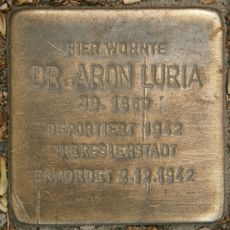 HIER WOHNTE
DR. ARON LURIA
JG. 1869
DEPORTIERT 1942
THERESIENSTADT
ERMORDET 2.12.1942